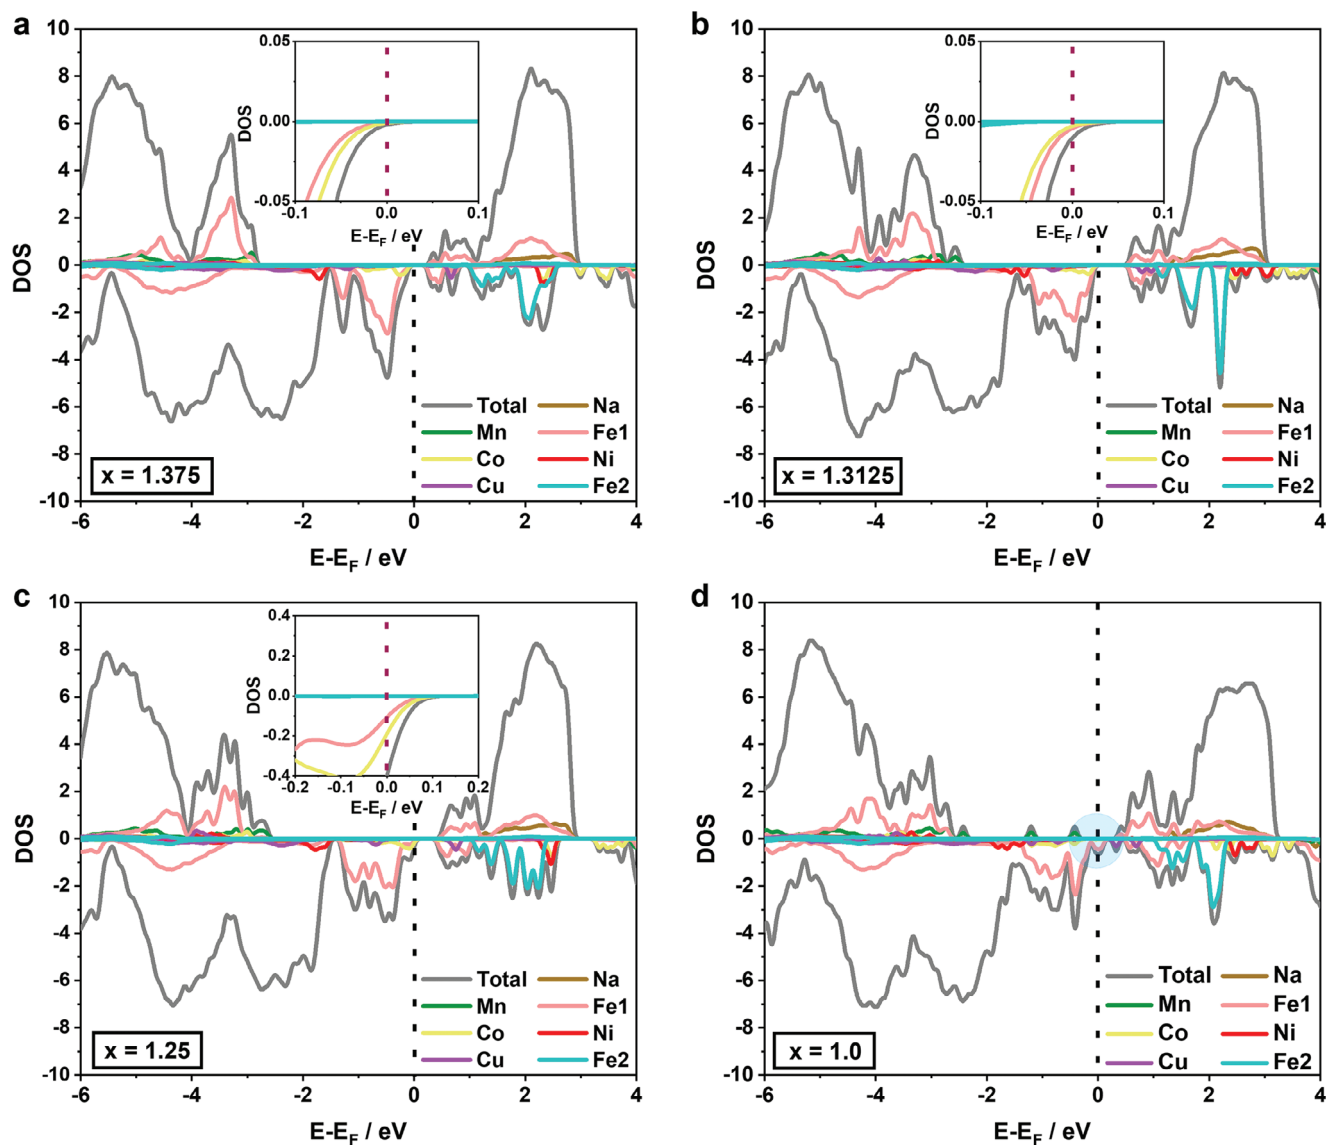 a
10
8
6
4
2
0
-2
-4
-6
-8
-10
DOS
-6 -4 -2 0 2 4
E-EF / eV
0.05
0.00
-0.05
DOS
-0.1 0.0 0.1
E-EF / eV
Total Na
Mn Fe1
Co Ni
Cu Fe2
x = 1.375
b
10
8
6
4
2
0
-2
-4
-6
-8
-10
DOS
-6 -4 -2 0 2 4
E-EF / eV
0.05
0.00
-0.05
DOS
-0.1 0.0 0.1
E-EF / eV
Total Na
Mn Fe1
Co Ni
Cu Fe2
x = 1.3125
c
10
8
6
4
2
0
-2
-4
-6
-8
-10
DOS
-6 -4 -2 0 2 4
E-EF / eV
0.4
0.2
0.0
-0.2
-0.4
DOS
-0.2 -0.1 0.0 0.1 0.2
E-EF / eV
Total Na
Mn Fe1
Co Ni
Cu Fe2
x = 1.25
d
10
8
6
4
2
0
-2
-4
-6
-8
-10
DOS
-6 -4 -2 0 2 4
E-EF / eV
Total Na
Mn Fe1
Co Ni
Cu Fe2
x = 1.0